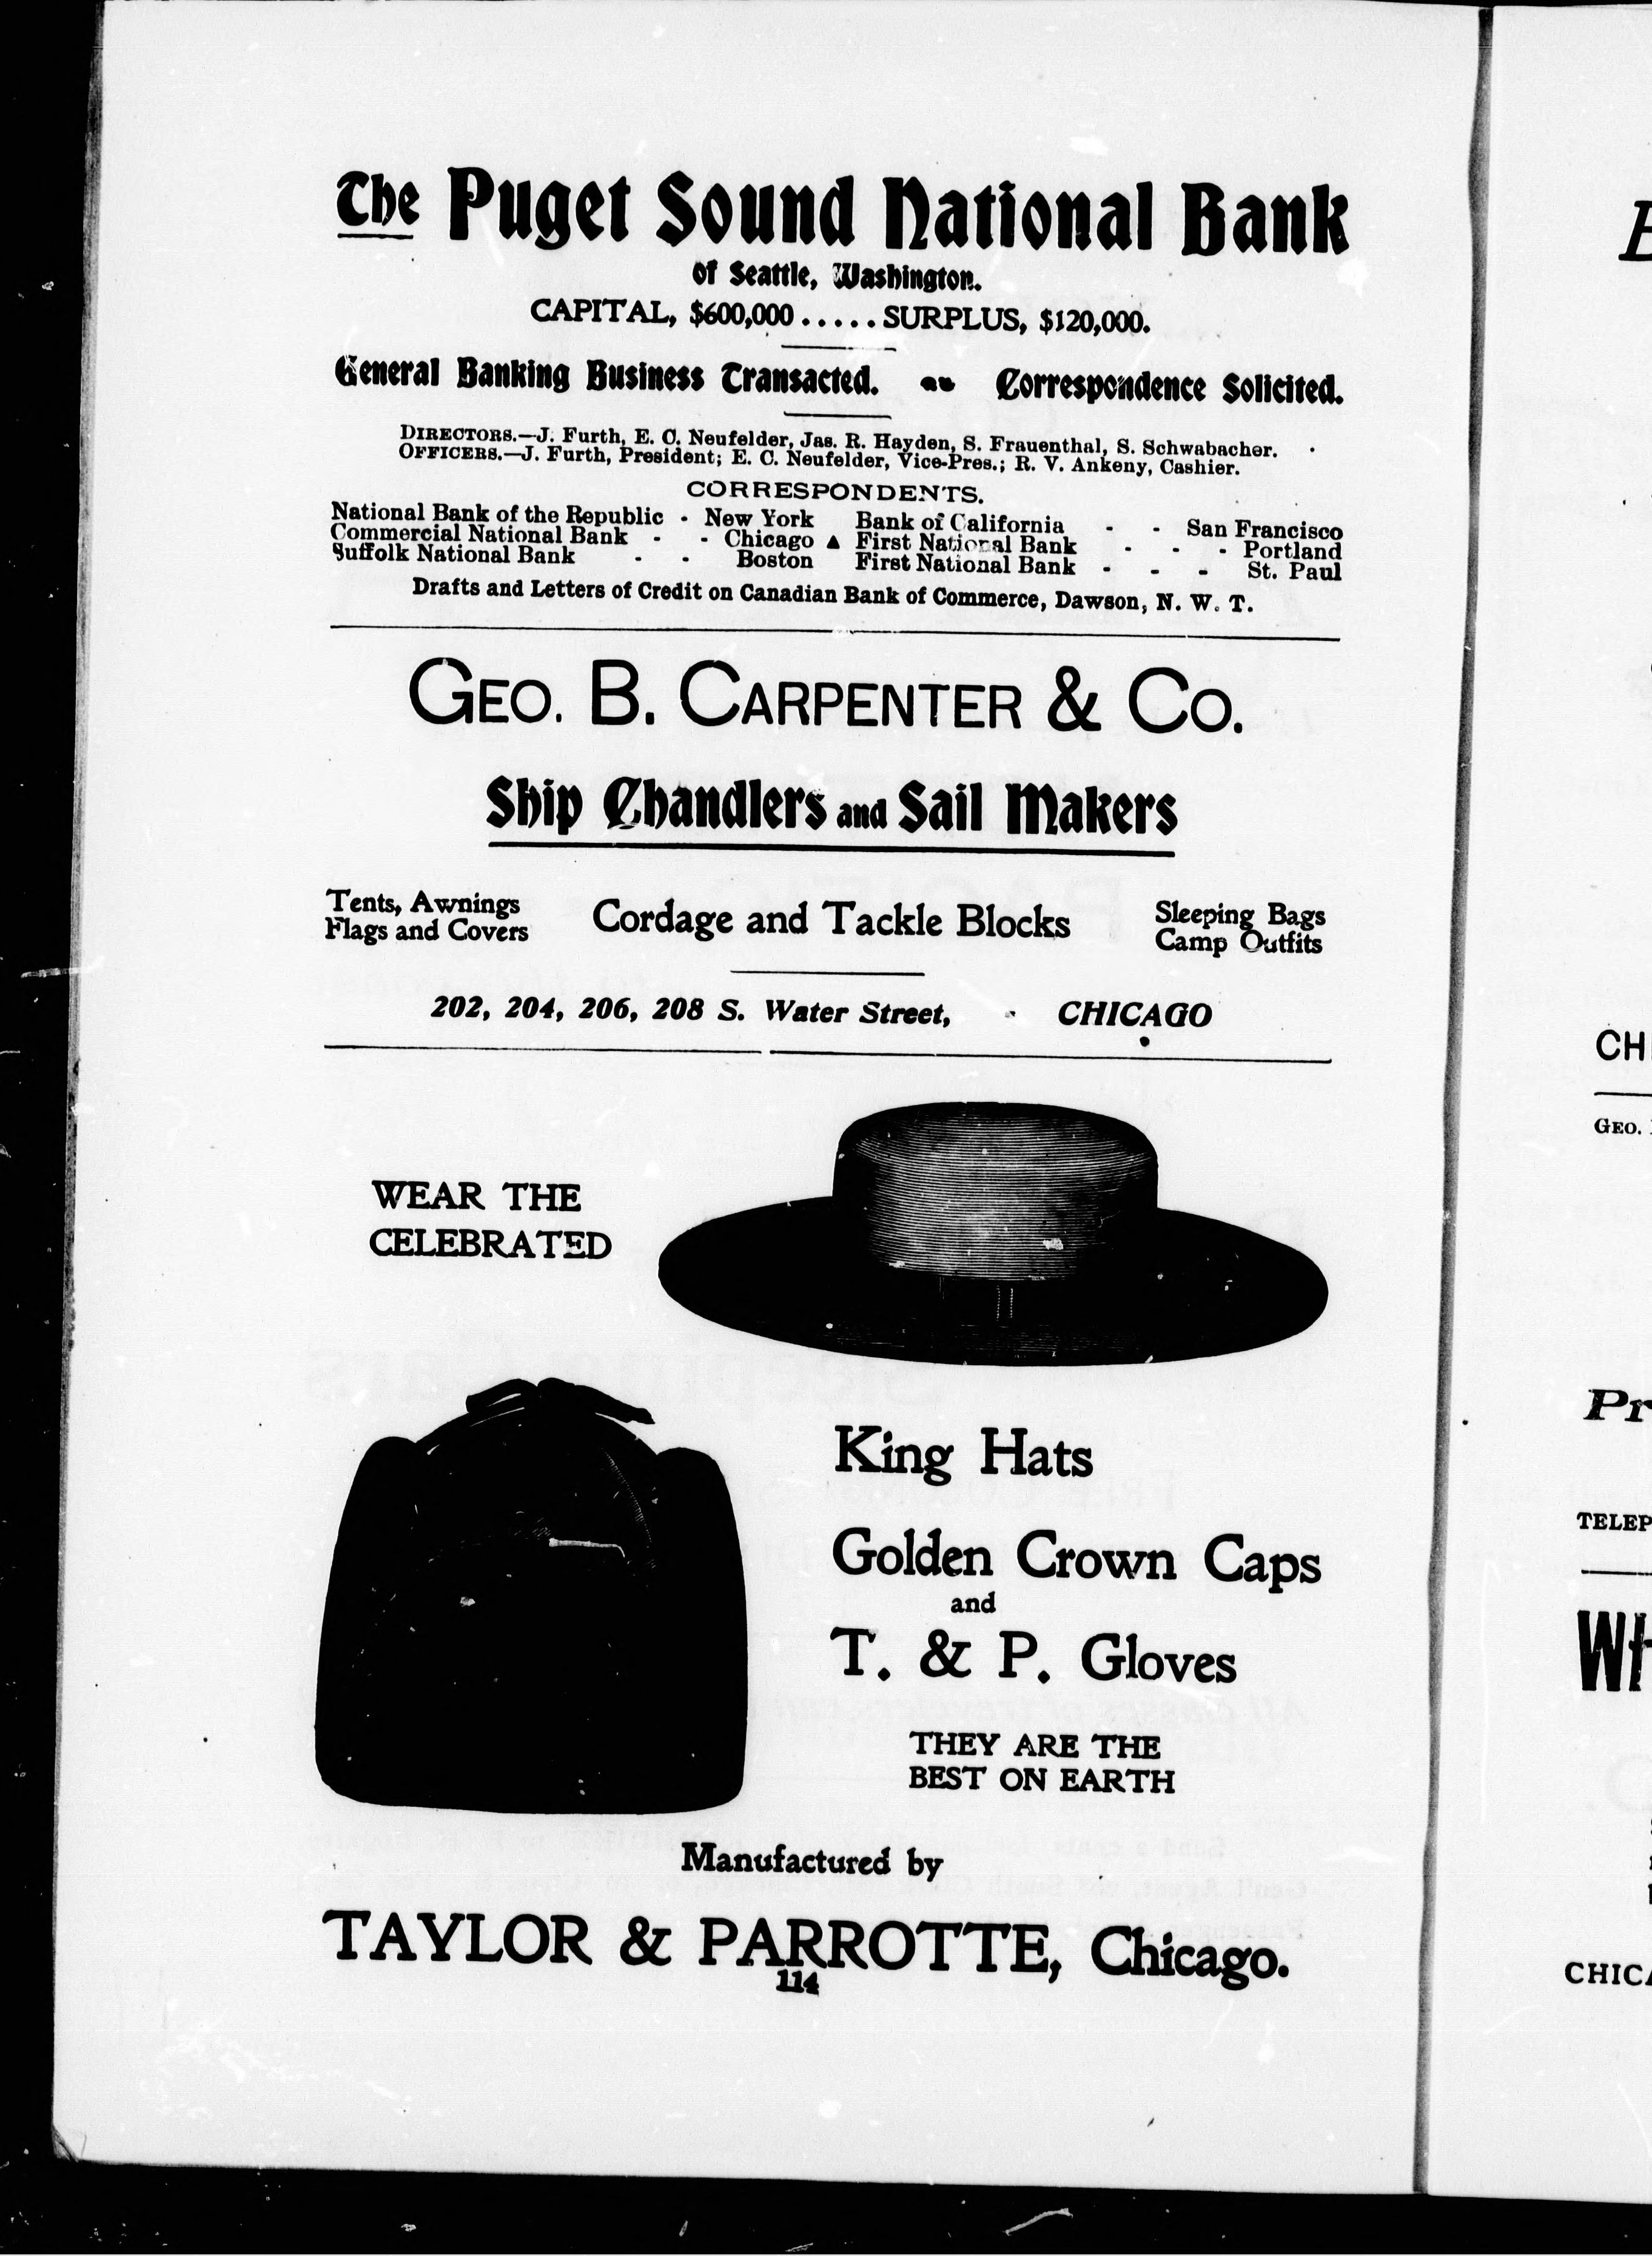 The Puget Sound National Bank
of Seattle, Washington.
CAPITAL, $600,000 . . . . . SURPLUS, $120,000.
General Banking Business Transacted. Correspondence Solicited.
DIRECTORS.—J. Furth, E. C. Neufelder, Jas. R. Hayden, S. Frauenthal, S. Schwabacher.
OFFICERS.—J. Furth, President; E. C. Neufelder, Vice-Pres.; R. V. Ankeny, Cashier.
CORRESPONDENTS.
National Bank of the Republic - New York Bank of California - - San Francisco
Commercial National Bank - - Chicago ▲ First National Bank - - - Portland
Suffolk National Bank - - Boston First National Bank - - - St. Paul
Drafts and Letters of Credit on Canadian Bank of Commerce, Dawson, N. W. T.
GEO. B. CARPENTER & CO.
Ship Chandlers and Sail Makers
Tents, Awnings
Flags and Covers
Cordage and Tackle Blocks
Sleeping Bags
Camp Outfits
202, 204, 206, 208 S. Water Street, - CHICAGO
WEAR THE
CELEBRATED
King Hats
Golden Crown Caps
and
T. & P. Gloves
THEY ARE THE
BEST ON EARTH
Manufactured by
TAYLOR & PARROTTE, Chicago.
114
GEO.